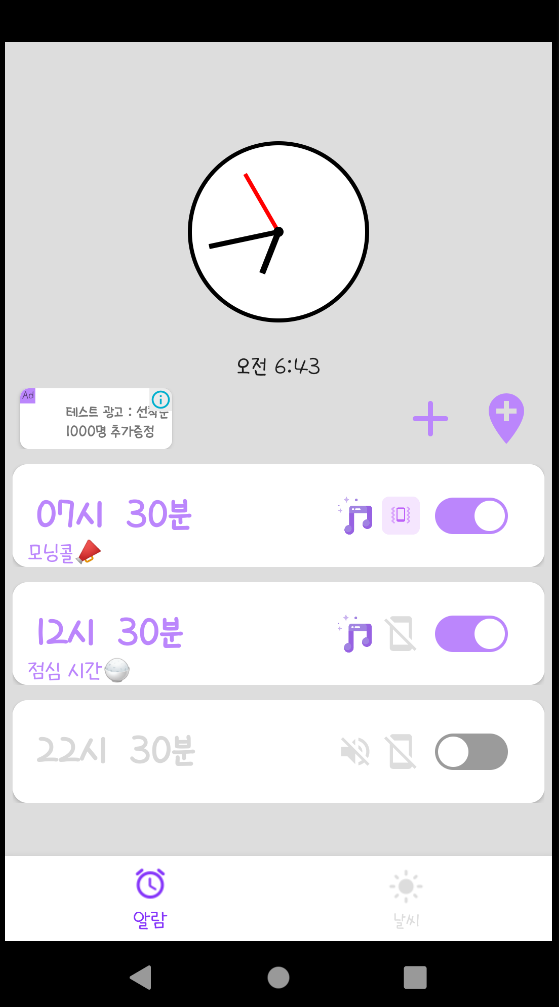 오전 6:43
Ad
테스트 광고 : 선착순
1000명 추가증정
07시 30분
모닝콜
12시 30분
점심 시간
22시 30분
알람
날씨